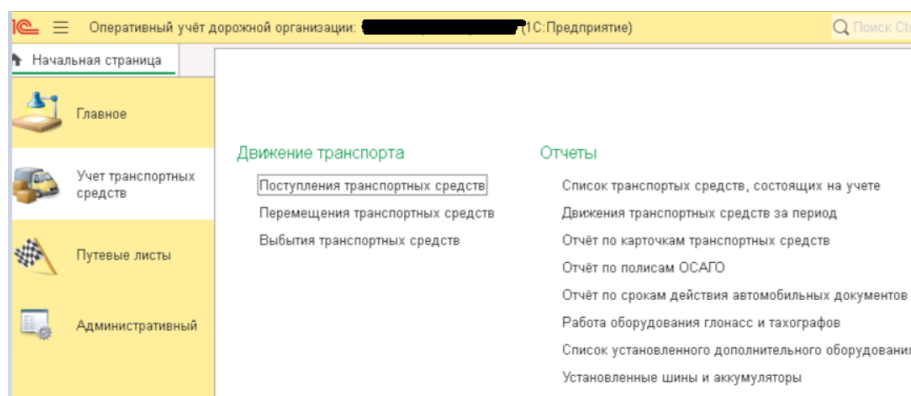 1С Оперативный учёт дорожной организации: (1С:Предприятие) Поиск Ct
Начальная страница
Главное
Учет транспортных
средств
Путевые листы
Административный
Движение транспорта
Поступления транспортных средств
Перемещения транспортных средств
Выбытия транспортных средств
Отчеты
Список транспортых средств, состоящих на учете
Движения транспортных средств за период
Отчёт по карточкам транспортных средств
Отчёт по полисам ОСАГО
Отчёт по срокам действия автомобильных документов
Работа оборудования глонасс и тахографов
Список установленного дополнительного оборудования
Установленные шины и аккумуляторы